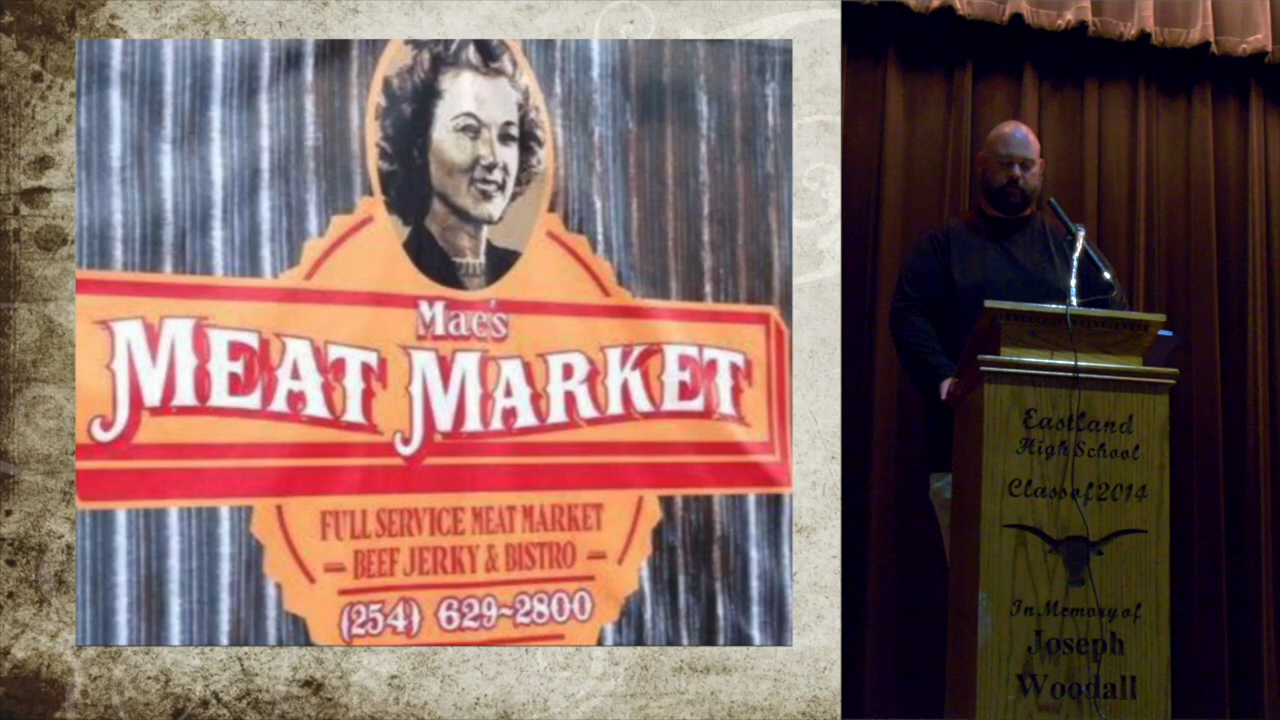 Mae's
MEAT MARKET
FULL SERVICE MEAT MARKET
- BEEF JERKY & BISTRO -
(254) 629-2800
Eastland
High School
Class of 2014
In Memory of
Joseph
Woodall